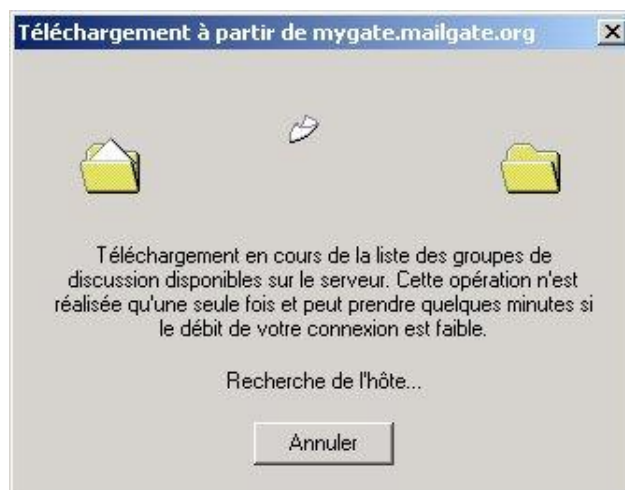 Téléchargement à partir de mygate.mailgate.org
Téléchargement en cours de la liste des groupes de
discussion disponibles sur le serveur. Cette opération n'est
réalisée qu'une seule fois et peut prendre quelques minutes si
le débit de votre connexion est faible.
Recherche de l'hôte...
Annuler